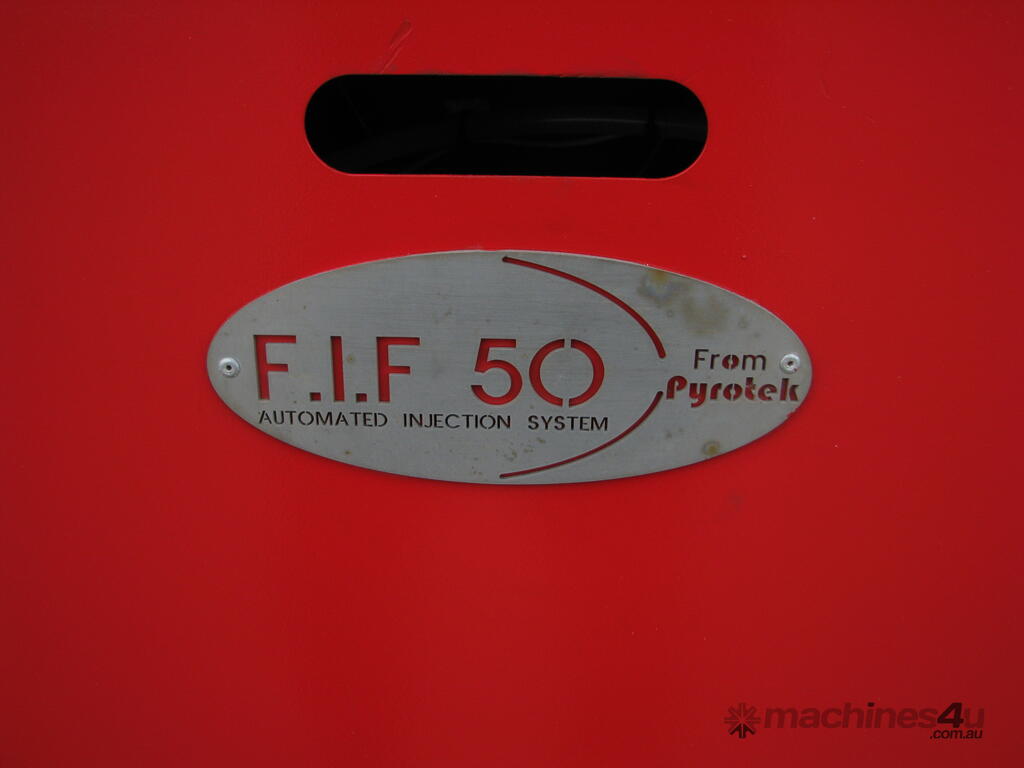 F.I.F 50
AUTOMATED INJECTION SYSTEM
From
Pyrotek
machines4u
.com.au